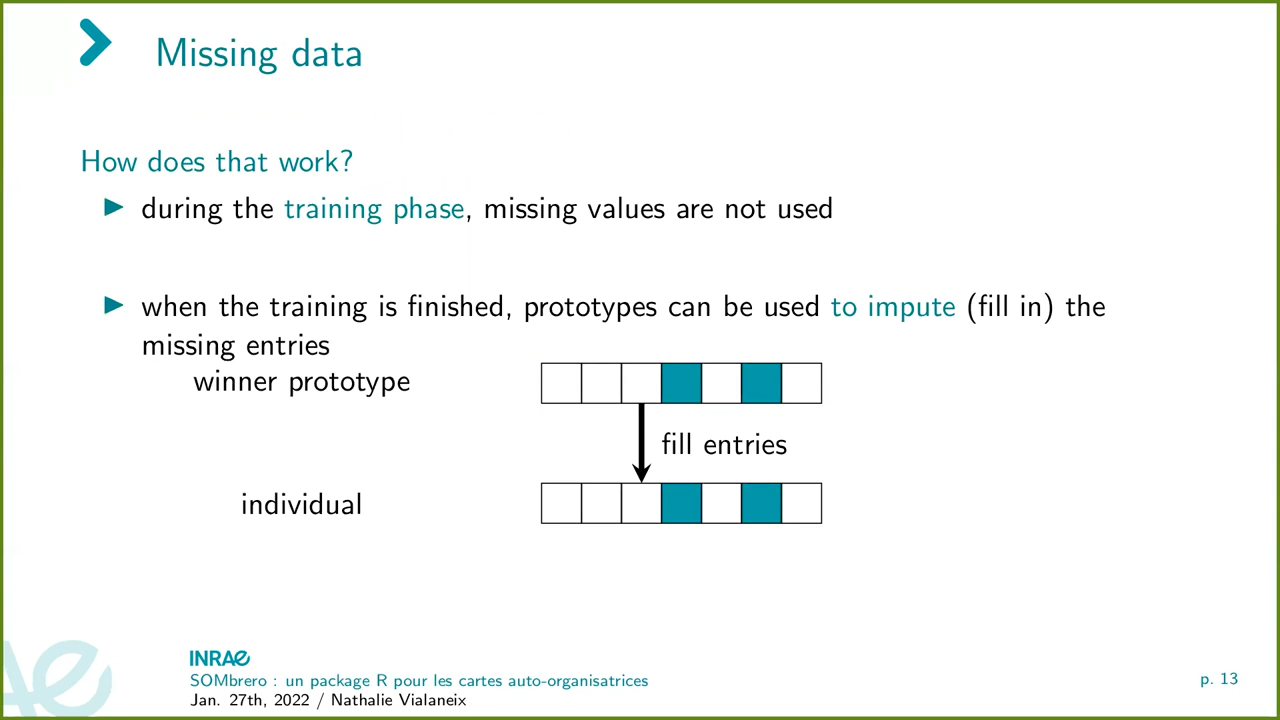 Missing data
How does that work?
during the training phase, missing values are not used
when the training is finished, prototypes can be used to impute (fill in) the
missing entries
winner prototype
fill entries
individual
INRAE
SOMbrero : un package R pour les cartes auto-organisatrices
Jan. 27th, 2022 / Nathalie Vialaneix
p. 13